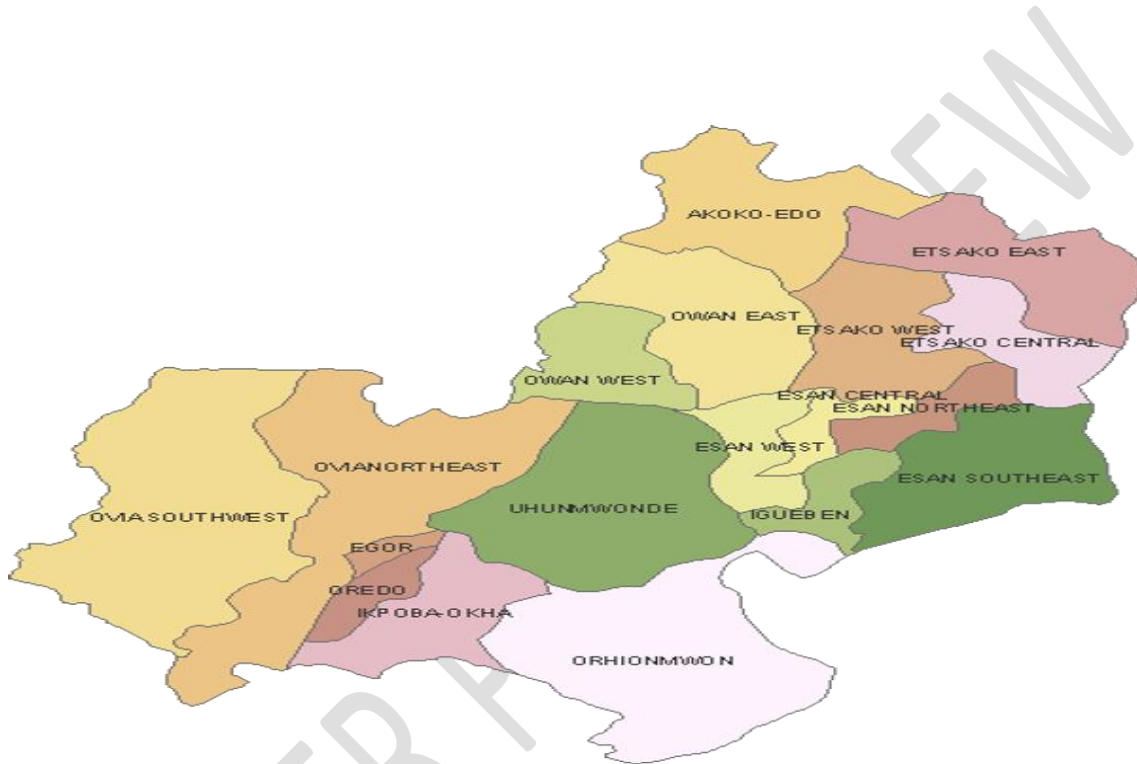 AKOKO-EDO
ETSAKO EAST
OWAN EAST
ETSAKO WEST
ETSAKO CENTRAL
OWAN WEST
ESAN CENTRAL
ESAN NORTHEAST
ESAN WEST
OVIANORTHEAST
ESAN SOUTHEAST
UHUNMWONDE
IGUEBEN
OVIASOUTHWEST
EGOR
OREDO
IKPOBA-OKHA
ORHIONMWON